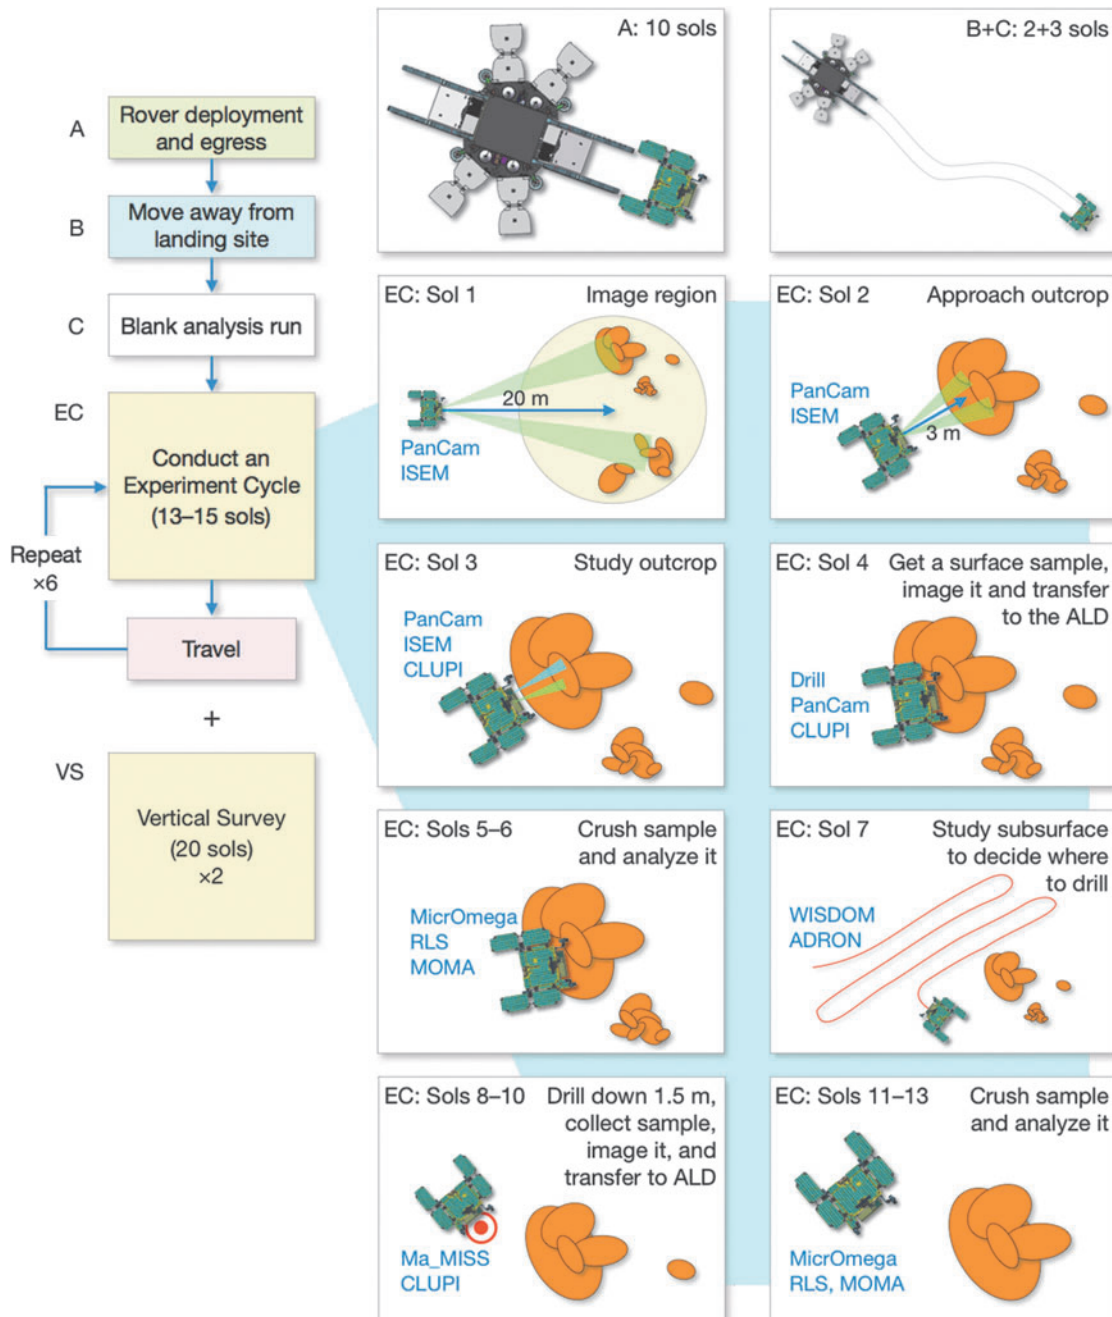 A
Rover deployment
and egress
B
Move away from
landing site
C
Blank analysis run
EC
Conduct an
Experiment Cycle
(13–15 sols)
Repeat
×6
Travel
+
VS
Vertical Survey
(20 sols)
×2
A: 10 sols
B+C: 2+3 sols
EC: Sol 1
Image region
20 m
PanCam
ISEM
EC: Sol 2
Approach outcrop
PanCam
ISEM
3 m
EC: Sol 3
Study outcrop
PanCam
ISEM
CLUPI
EC: Sol 4
Get a surface sample,
image it and transfer
to the ALD
Drill
PanCam
CLUPI
EC: Sols 5–6
Crush sample
and analyze it
MicrOmega
RLS
MOMA
EC: Sol 7
Study subsurface
to decide where
to drill
WISDOM
ADRON
EC: Sols 8–10
Drill down 1.5 m,
collect sample,
image it, and
transfer to ALD
Ma_MISS
CLUPI
EC: Sols 11–13
Crush sample
and analyze it
MicrOmega
RLS, MOMA